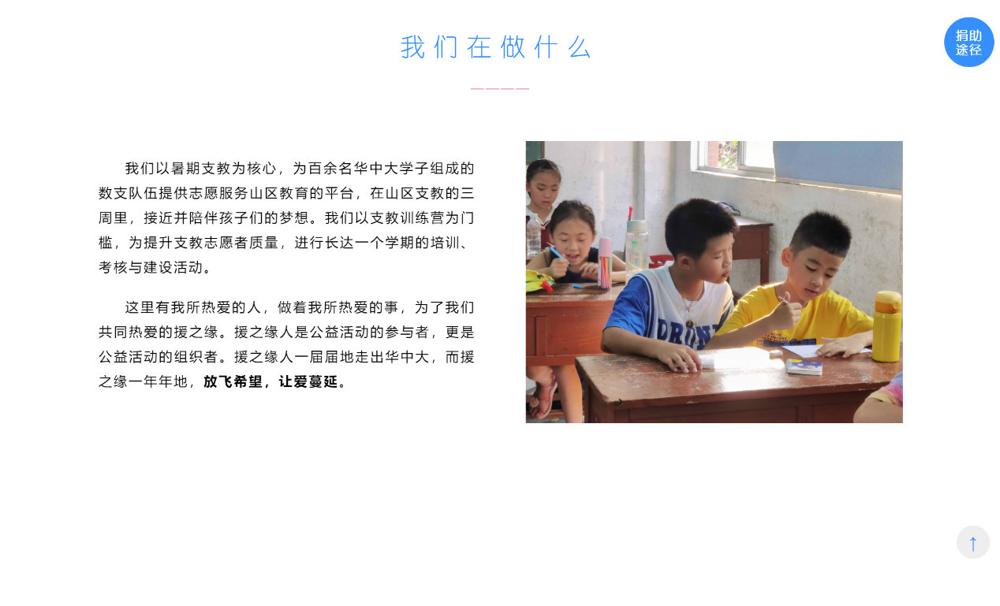 我们在做什么
捐助
途径
我们以暑期支教为核心，为百余名华中大学子组成的
数支队伍提供志愿服务山区教育的平台，在山区支教的三
周里，接近并陪伴孩子们的梦想。我们以支教训练营为门
槛，为提升支教志愿者质量，进行长达一个学期的培训、
考核与建设活动。
这里有我所热爱的人，做着我所热爱的事，为了我们
共同热爱的援之缘。援之缘人是公益活动的参与者，更是
公益活动的组织者。援之缘人一届届地走出华中大，而援
之缘一年年地，放飞希望，让爱蔓延。
↑